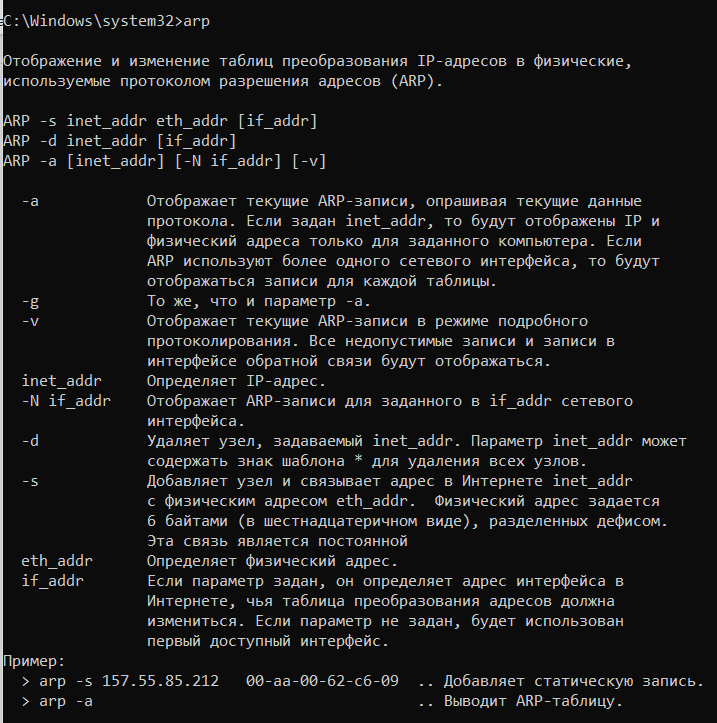 C:\Windows\system32>arp
Отображение и изменение таблиц преобразования IP-адресов в физические,
используемые протоколом разрешения адресов (ARP).
ARP -s inet_addr eth_addr [if_addr]
ARP -d inet_addr [if_addr]
ARP -a [inet_addr] [-N if_addr] [-v]
-a Отображает текущие ARP-записи, опрашивая текущие данные
протокола. Если задан inet_addr, то будут отображены IP и
физический адреса только для заданного компьютера. Если
ARP используют более одного сетевого интерфейса, то будут
отображаться записи для каждой таблицы.
-g То же, что и параметр -a.
-v Отображает текущие ARP-записи в режиме подробного
протоколирования. Все недопустимые записи и записи в
интерфейсе обратной связи будут отображаться.
inet_addr Определяет IP-адрес.
-N if_addr Отображает ARP-записи для заданного в if_addr сетевого
интерфейса.
-d Удаляет узел, задаваемый inet_addr. Параметр inet_addr может
содержать знак шаблона * для удаления всех узлов.
-s Добавляет узел и связывает адрес в Интернете inet_addr
с физическим адресом eth_addr.  Физический адрес задается
6 байтами (в шестнадцатеричном виде), разделенных дефисом.
Эта связь является постоянной
eth_addr Определяет физический адрес.
if_addr Если параметр задан, он определяет адрес интерфейса в
Интернете, чья таблица преобразования адресов должна
измениться. Если параметр не задан, будет использован
первый доступный интерфейс.
Пример:
> arp -s 157.55.85.212   00-aa-00-62-c6-09  .. Добавляет статическую запись.
> arp -a                                    .. Выводит ARP-таблицу.